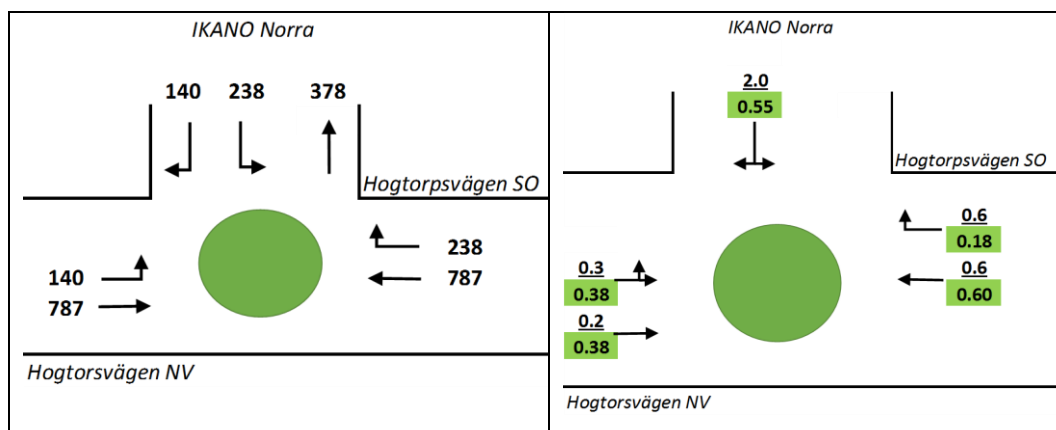 IKANO Norra
140 238 378
Hogtorpsvägen SO
238
140
787
787
Hogtorsvägen NV
IKANO Norra
2.0
0.55
Hogtorpsvägen SO
0.6
0.18
0.3
0.6
0.38
0.60
0.2
0.38
Hogtorsvägen NV